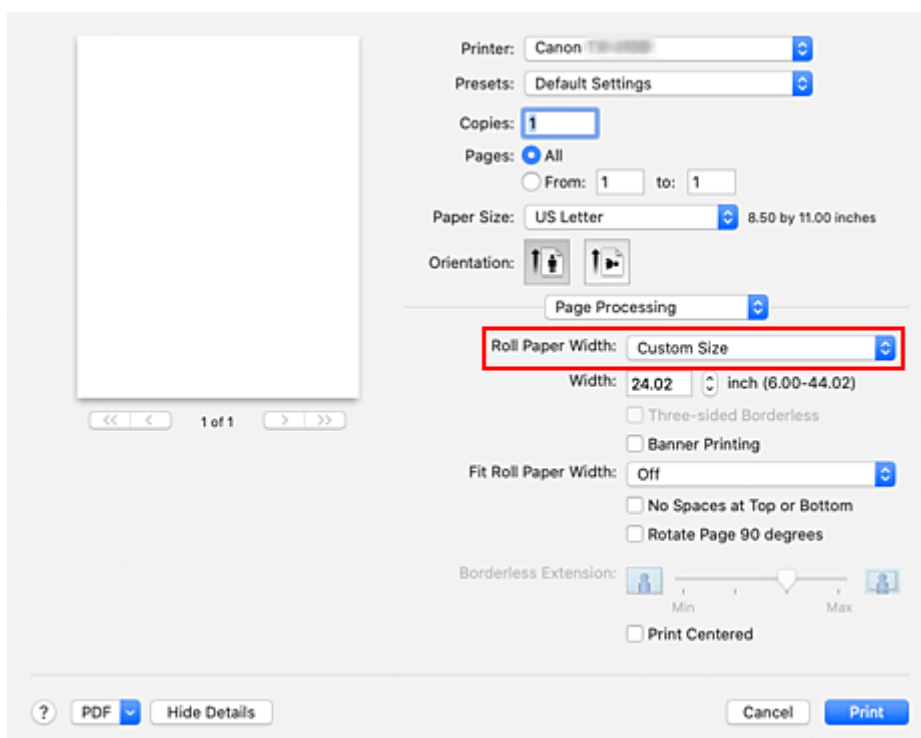 Printer: Canon
Presets: Default Settings
Copies: 1
Pages: All
From: 1 to: 1
Paper Size: US Letter 8.50 by 11.00 inches
Orientation:
Page Processing
Roll Paper Width: Custom Size
Width: 24.02 inch (6.00-44.02)
Three-sided Borderless
<< < 1 of 1 > >>
Banner Printing
Fit Roll Paper Width: Off
No Spaces at Top or Bottom
Rotate Page 90 degrees
Borderless Extension:
Min Max
Print Centered
? PDF Hide Details Cancel Print